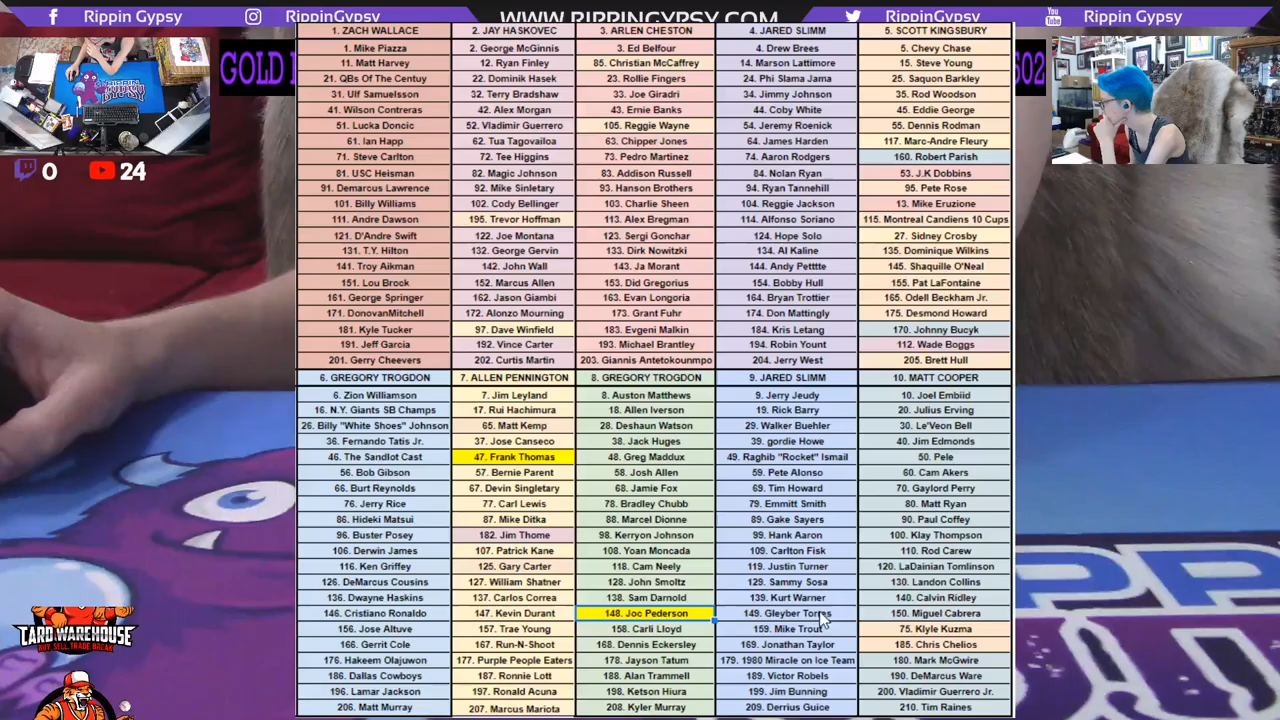 Rippin Gypsy RippinGypsy WWW.RIPPINGYPSY.COM RippinGypsy Rippin Gypsy
GOLD
502
0 24
1. ZACH WALLACE 2. JAY HASKOVEC 3. ARLEN CHESTON 4. JARED SLIMM 5. SCOTT KINGSBURY
1. Mike Piazza 2. George McGinnis 3. Ed Belfour 4. Drew Brees 5. Chevy Chase
11. Matt Harvey 12. Ryan Finley 85. Christian McCaffrey 14. Marson Lattimore 15. Steve Young
21. QBs Of The Centuy 22. Dominik Hasek 23. Rollie Fingers 24. Phi Slama Jama 25. Saquon Barkley
31. Ulf Samuelsson 32. Terry Bradshaw 33. Joe Giradri 34. Jimmy Johnson 35. Rod Woodson
41. Wilson Contreras 42. Alex Morgan 43. Ernie Banks 44. Coby White 45. Eddie George
51. Lucka Doncic 52. Vladimir Guerrero 105. Reggie Wayne 54. Jeremy Roenick 55. Dennis Rodman
61. Ian Happ 62. Tua Tagovailoa 63. Chipper Jones 64. James Harden 117. Marc-Andre Fleury
71. Steve Carlton 72. Tee Higgins 73. Pedro Martinez 74. Aaron Rodgers 160. Robert Parish
81. USC Heisman 82. Magic Johnson 83. Addison Russell 84. Nolan Ryan 53. J.K Dobbins
91. Demarcus Lawrence 92. Mike Sinletary 93. Hanson Brothers 94. Ryan Tannehill 95. Pete Rose
101. Billy Williams 102. Cody Bellinger 103. Charlie Sheen 104. Reggie Jackson 13. Mike Eruzione
111. Andre Dawson 195. Trevor Hoffman 113. Alex Bregman 114. Alfonso Soriano 115. Montreal Candiens 10 Cups
121. D'Andre Swift 122. Joe Montana 123. Sergi Gonchar 124. Hope Solo 27. Sidney Crosby
131. T.Y. Hilton 132. George Gervin 133. Dirk Nowitzki 134. Al Kaline 135. Dominique Wilkins
141. Troy Aikman 142. John Wall 143. Ja Morant 144. Andy Petttte 145. Shaquille O'Neal
151. Lou Brock 152. Marcus Allen 153. Did Gregorius 154. Bobby Hull 155. Pat LaFontaine
161. George Springer 162. Jason Giambi 163. Evan Longoria 164. Bryan Trottier 165. Odell Beckham Jr.
171. DonovanMitchell 172. Alonzo Mourning 173. Grant Fuhr 174. Don Mattingly 175. Desmond Howard
181. Kyle Tucker 97. Dave Winfield 183. Evgeni Malkin 184. Kris Letang 170. Johnny Bucyk
191. Jeff Garcia 192. Vince Carter 193. Michael Brantley 194. Robin Yount 112. Wade Boggs
201. Gerry Cheevers 202. Curtis Martin 203. Giannis Antetokounmpo 204. Jerry West 205. Brett Hull
6. GREGORY TROGDON 7. ALLEN PENNINGTON 8. GREGORY TROGDON 9. JARED SLIMM 10. MATT COOPER
6. Zion Williamson 7. Jim Leyland 8. Auston Matthews 9. Jerry Jeudy 10. Joel Embiid
16. N.Y. Giants SB Champs 17. Rui Hachimura 18. Allen Iverson 19. Rick Barry 20. Julius Erving
26. Billy "White Shoes" Johnson 65. Matt Kemp 28. Deshaun Watson 29. Walker Buehler 30. Le'Veon Bell
36. Fernando Tatis Jr. 37. Jose Canseco 38. Jack Huges 39. gordie Howe 40. Jim Edmonds
46. The Sandlot Cast 47. Frank Thomas 48. Greg Maddux 49. Raghib "Rocket" Ismail 50. Pele
56. Bob Gibson 57. Bernie Parent 58. Josh Allen 59. Pete Alonso 60. Cam Akers
66. Burt Reynolds 67. Devin Singletary 68. Jamie Fox 69. Tim Howard 70. Gaylord Perry
76. Jerry Rice 77. Carl Lewis 78. Bradley Chubb 79. Emmitt Smith 80. Matt Ryan
86. Hideki Matsui 87. Mike Ditka 88. Marcel Dionne 89. Gake Sayers 90. Paul Coffey
96. Buster Posey 182. Jim Thome 98. Kerryon Johnson 99. Hank Aaron 100. Klay Thompson
106. Derwin James 107. Patrick Kane 108. Yoan Moncada 109. Carlton Fisk 110. Rod Carew
116. Ken Griffey 125. Gary Carter 118. Cam Neely 119. Justin Turner 120. LaDainian Tomlinson
126. DeMarcus Cousins 127. William Shatner 128. John Smoltz 129. Sammy Sosa 130. Landon Collins
136. Dwayne Haskins 137. Carlos Correa 138. Sam Darnold 139. Kurt Warner 140. Calvin Ridley
146. Cristiano Ronaldo 147. Kevin Durant 148. Joc Pederson 149. Gleyber Torres 150. Miguel Cabrera
156. Jose Altuve 157. Trae Young 158. Carli Lloyd 159. Mike Trout 75. Klyle Kuzma
166. Gerrit Cole 167. Run-N-Shoot 168. Dennis Eckersley 169. Jonathan Taylor 185. Chris Chelios
176. Hakeem Olajuwon 177. Purple People Eaters 178. Jayson Tatum 179. 1980 Miracle on Ice Team 180. Mark McGwire
186. Dallas Cowboys 187. Ronnie Lott 188. Alan Trammell 189. Victor Robels 190. DeMarcus Ware
196. Lamar Jackson 197. Ronald Acuna 198. Ketson Hiura 199. Jim Bunning 200. Vladimir Guerrero Jr.
206. Matt Murray 207. Marcus Mariota 208. Kyler Murray 209. Derrius Guice 210. Tim Raines
TARD WAREHOUSE
BUY. SELL. TRADE. BREAK